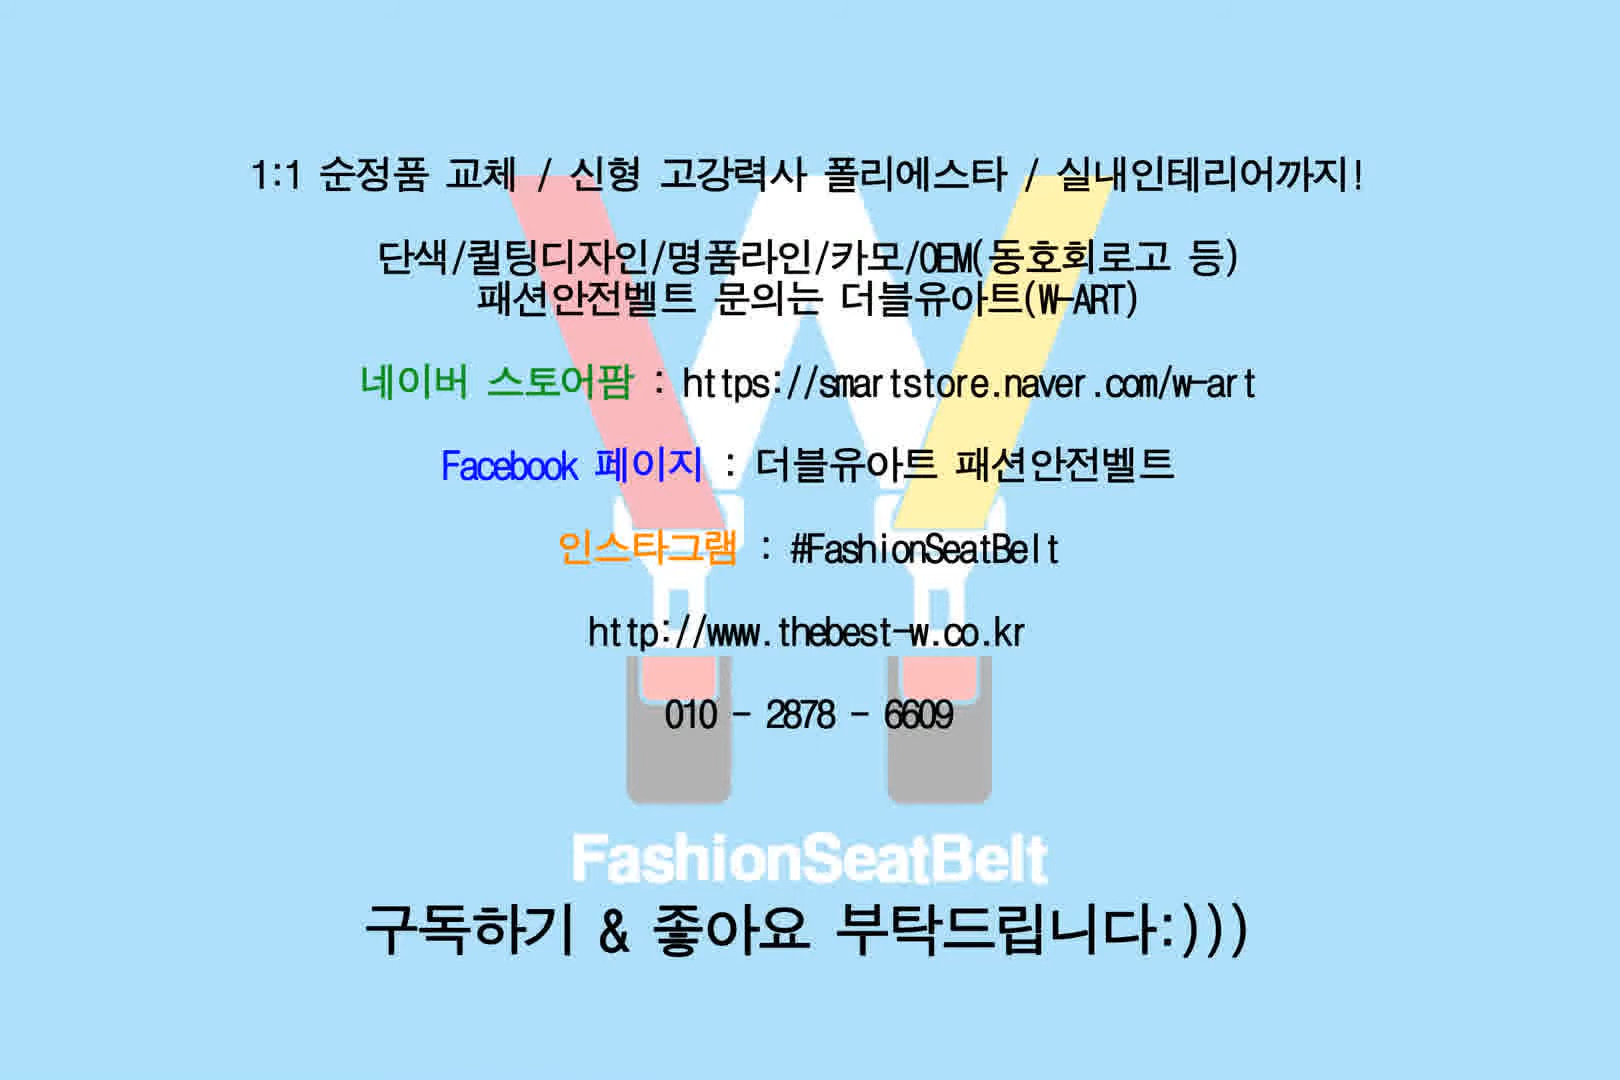 1:1 순정품 교체 / 신형 고강력사 폴리에스타 / 실내인테리어까지!
단색/퀼팅디자인/명품라인/카모/OEM(동호회로고 등)
패션안전벨트 문의는 더블유아트(W-ART)
네이버 스토어팜 : https://smartstore.naver.com/w-art
Facebook 페이지 : 더블유아트 패션안전벨트
인스타그램 : #FashionSeatBelt
http://www.thebest-w.co.kr
010 - 2878 - 6609
FashionSeatBelt
구독하기 & 좋아요 부탁드립니다:)))